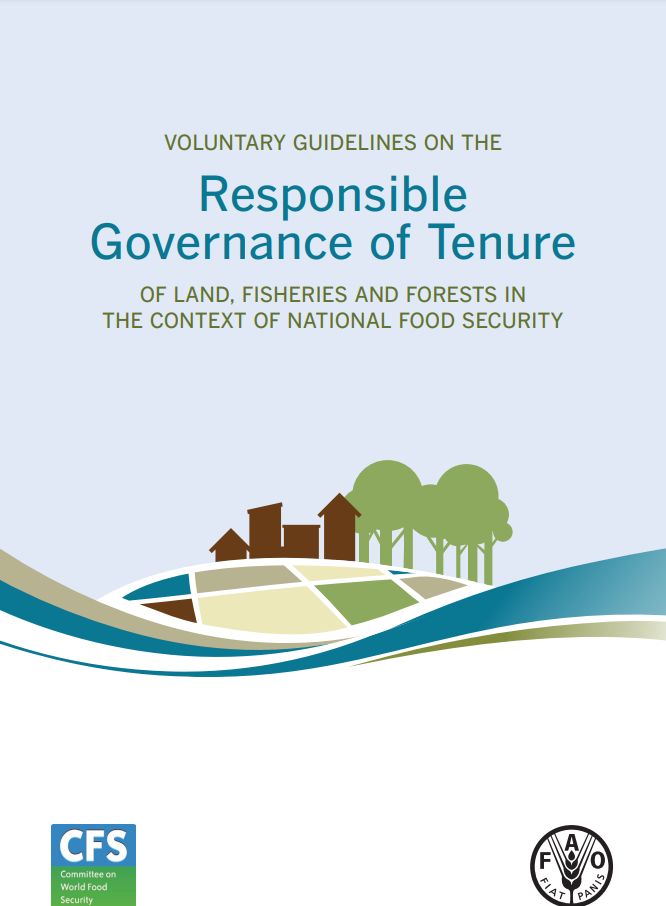 VOLUNTARY GUIDELINES ON THE
Responsible
Governance of Tenure
OF LAND, FISHERIES AND FORESTS IN
THE CONTEXT OF NATIONAL FOOD SECURITY
CFS
Committee on
World Food
Security
F A O
FIAT PANIS